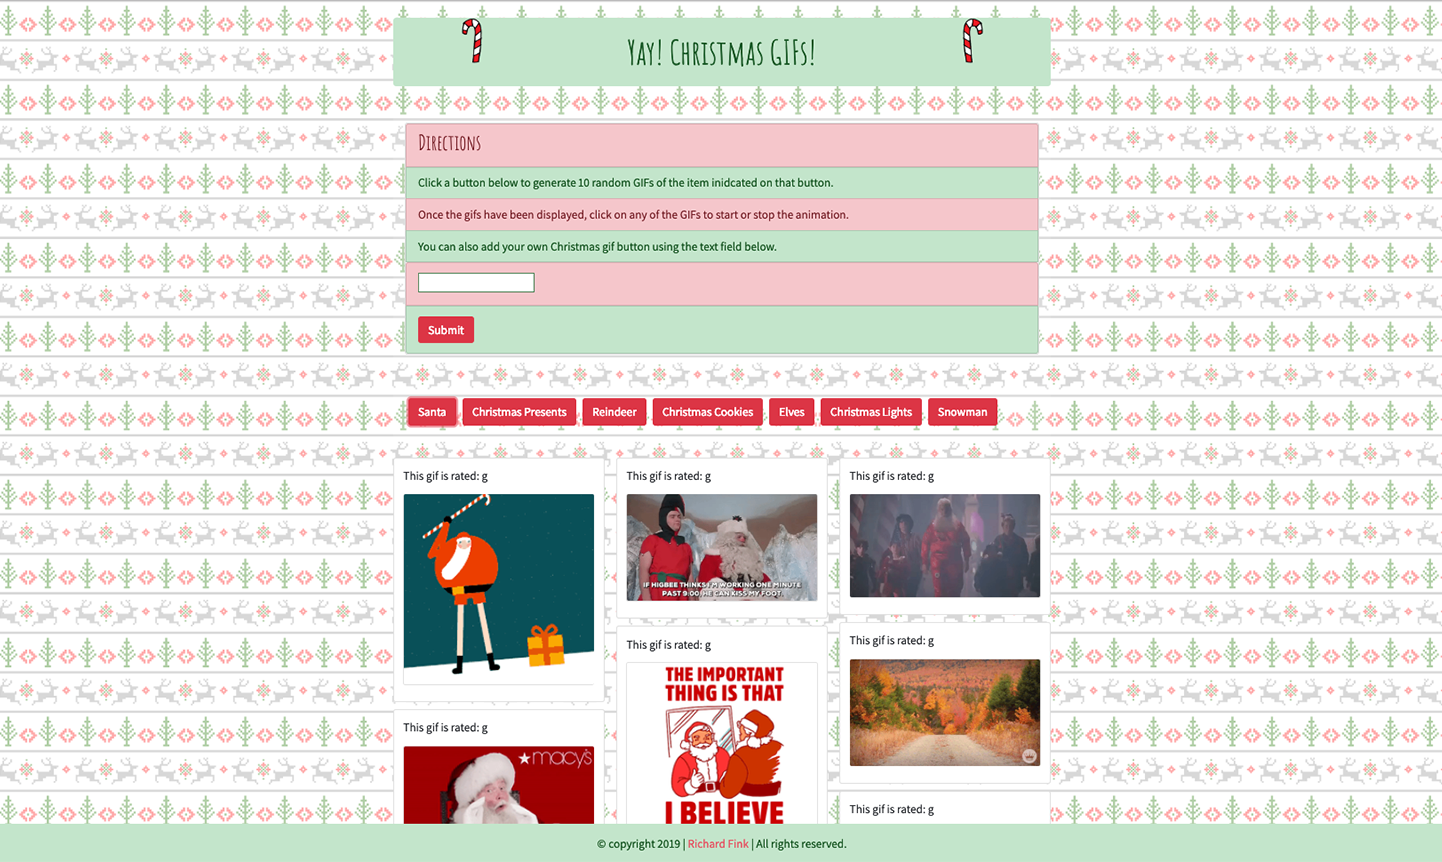 Yay! Christmas GIFs!
Directions
Click a button below to generate 10 random GIFs of the item inidcated on that button.
Once the gifs have been displayed, click on any of the GIFs to start or stop the animation.
You can also add your own Christmas gif button using the text field below.
Submit
Santa Christmas Presents Reindeer Christmas Cookies Elves Christmas Lights Snowman
This gif is rated: g
This gif is rated: g
This gif is rated: g
IF HIGBEE THINKS I'M WORKING ONE MINUTE
PAST 9:00, HE CAN KISS MY FOOT.
This gif is rated: g
This gif is rated: g
THE IMPORTANT
THING IS THAT
I BELIEVE
This gif is rated: g
macy's
This gif is rated: g
© copyright 2019 | Richard Fink | All rights reserved.